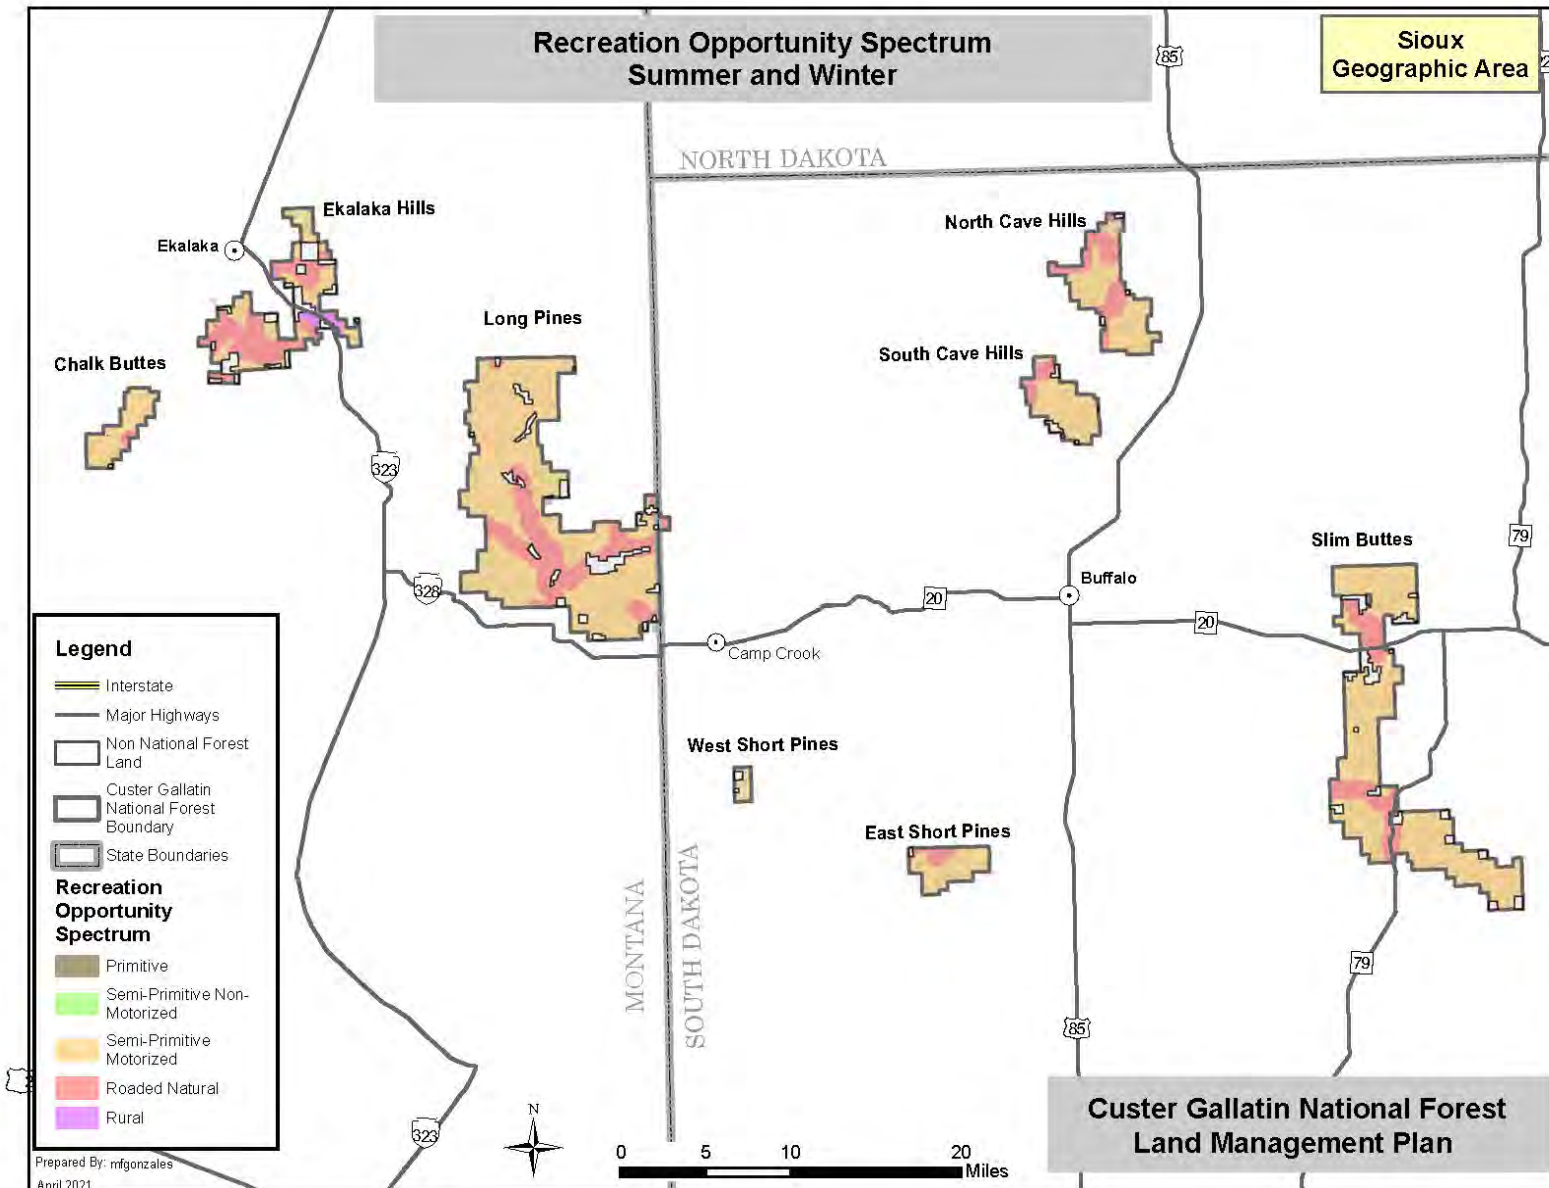 Recreation Opportunity Spectrum
Summer and Winter
Sioux
Geographic Area
85
NORTH DAKOTA
Ekalaka Hills
Ekalaka
North Cave Hills
Long Pines
South Cave Hills
Chalk Buttes
323
79
Slim Buttes
328
Buffalo
20
20
Camp Crook
West Short Pines
East Short Pines
MONTANA
SOUTH DAKOTA
79
85
323
Legend
Interstate
Major Highways
Non National Forest
Land
Custer Gallatin
National Forest
Boundary
State Boundaries
Recreation
Opportunity
Spectrum
Primitive
Semi-Primitive Non-
Motorized
Semi-Primitive
Motorized
Roaded Natural
Rural
Prepared By: mfgonzales
April 2021
N
0 5 10 20
Miles
Custer Gallatin National Forest
Land Management Plan